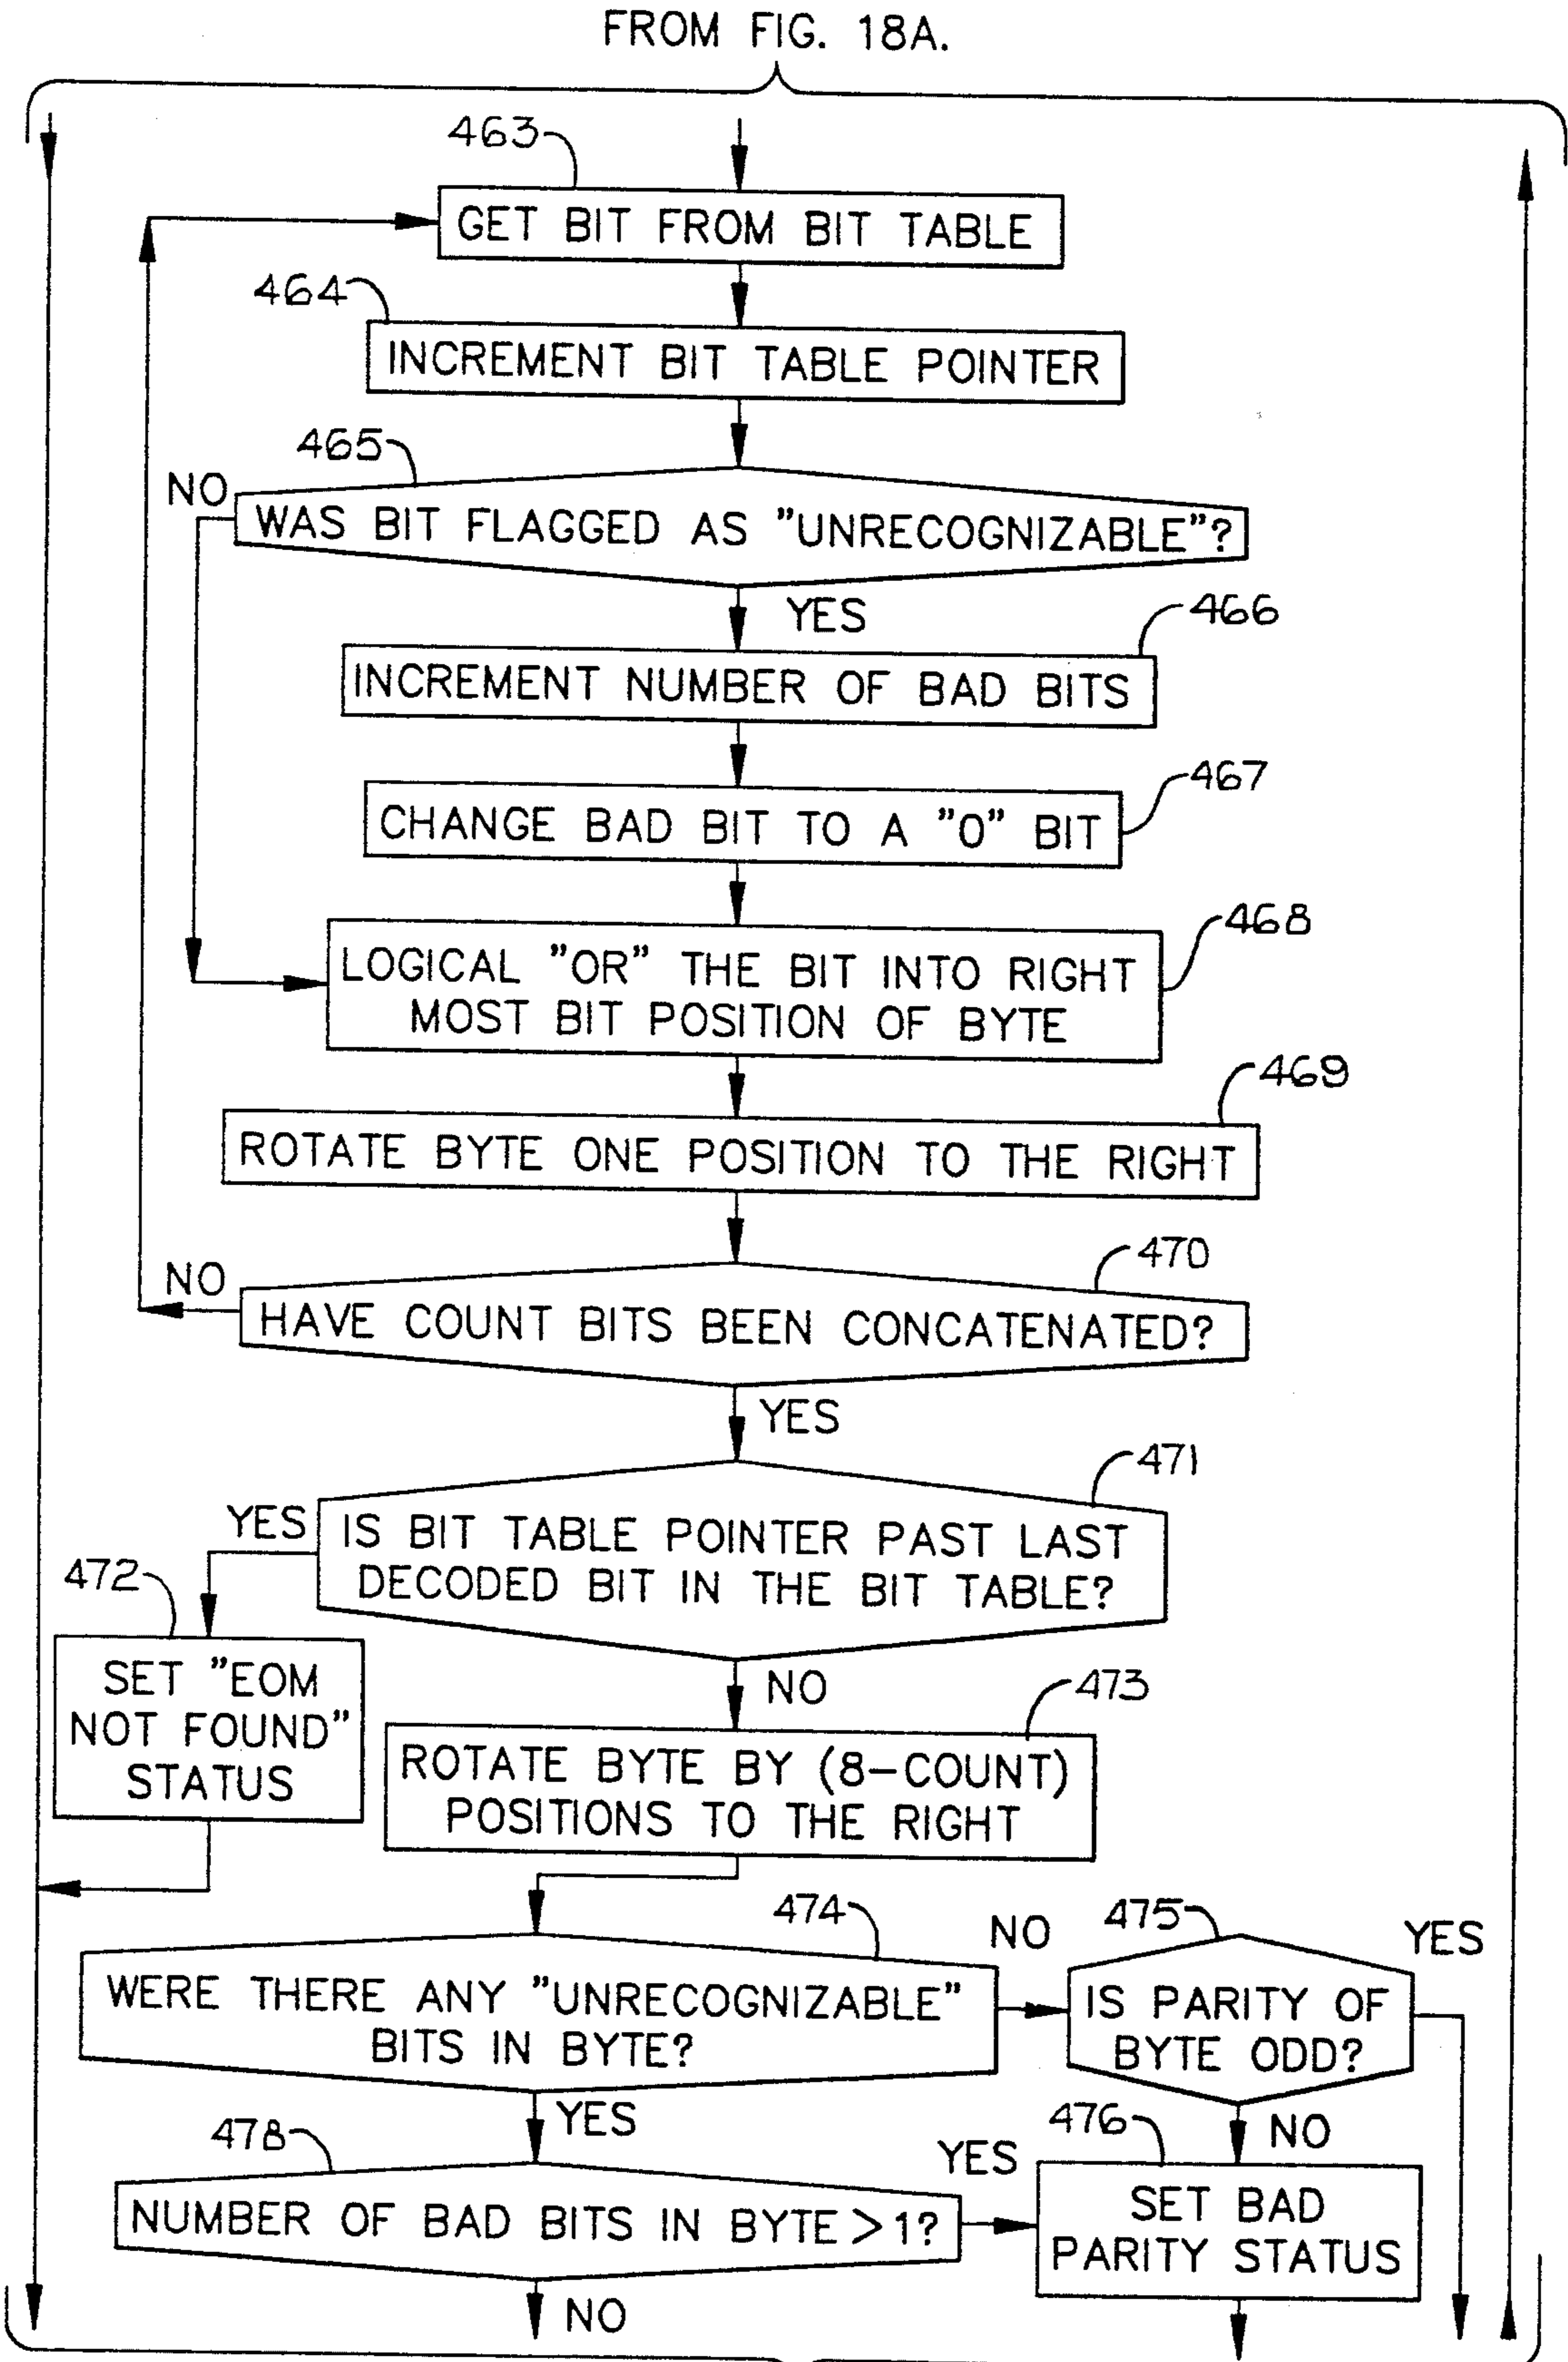 FROM FIG. 18A.
463
GET BIT FROM BIT TABLE
464
INCREMENT BIT TABLE POINTER
465
NO
WAS BIT FLAGGED AS "UNRECOGNIZABLE"?
YES
466
INCREMENT NUMBER OF BAD BITS
467
CHANGE BAD BIT TO A "0" BIT
468
LOGICAL "OR" THE BIT INTO RIGHT
MOST BIT POSITION OF BYTE
469
ROTATE BYTE ONE POSITION TO THE RIGHT
470
NO
HAVE COUNT BITS BEEN CONCATENATED?
YES
471
YES
IS BIT TABLE POINTER PAST LAST
DECODED BIT IN THE BIT TABLE?
472
SET "EOM
NOT FOUND"
STATUS
NO
473
ROTATE BYTE BY (8-COUNT)
POSITIONS TO THE RIGHT
474
NO
475
YES
WERE THERE ANY "UNRECOGNIZABLE"
BITS IN BYTE?
IS PARITY OF
BYTE ODD?
YES
478
476
NO
YES
NUMBER OF BAD BITS IN BYTE > 1?
SET BAD
PARITY STATUS
NO